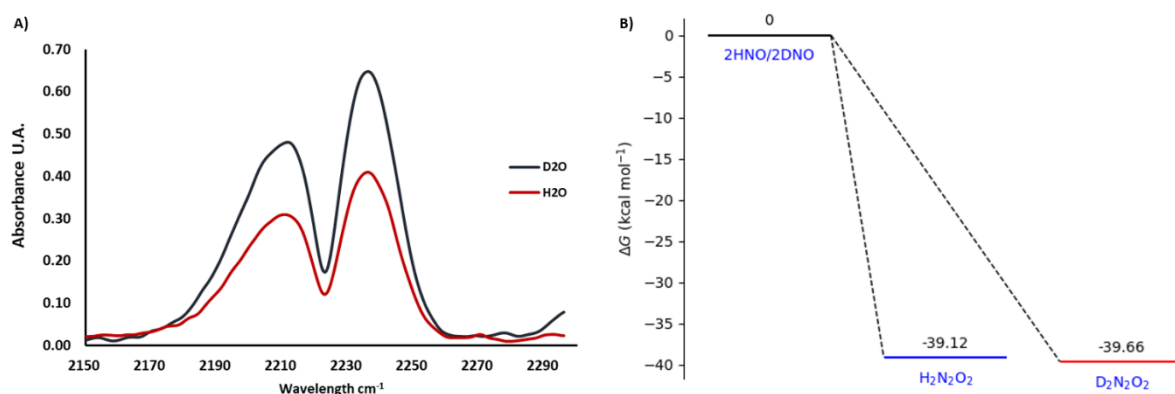 A)
0.70
0.60
0.50
0.40
0.30
0.20
0.10
0.00
Absorbance U.A.
2150 2170 2190 2210 2230 2250 2270 2290
Wavelength cm⁻¹
D2O
H2O
B)
0
−5
−10
−15
−20
−25
−30
−35
−40
ΔG (kcal mol⁻¹)
0
2HNO/2DNO
-39.12
H₂N₂O₂
-39.66
D₂N₂O₂